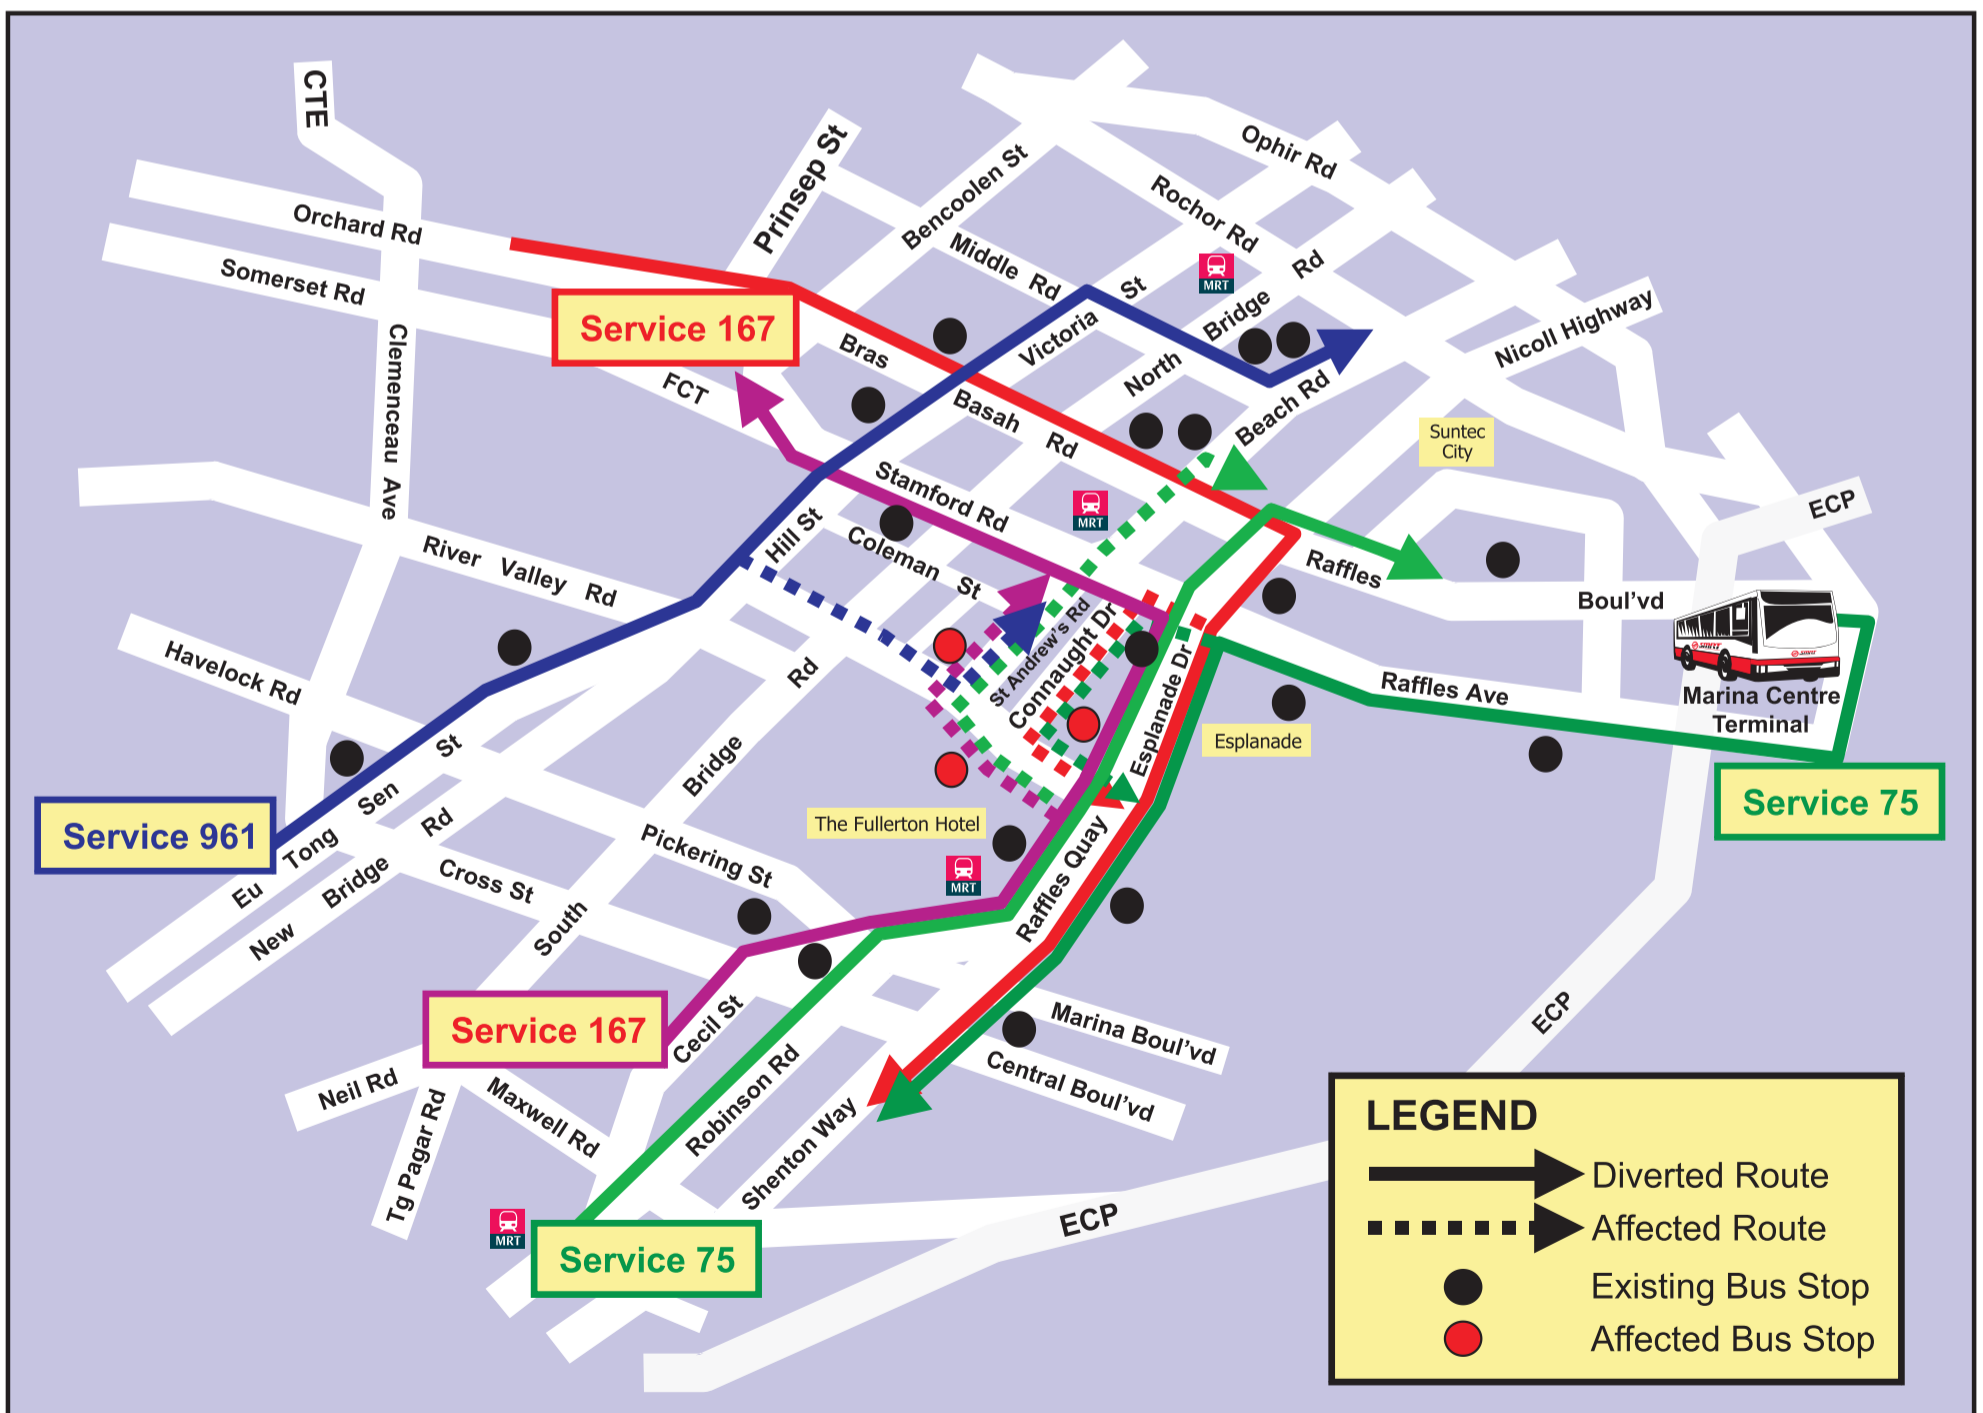 CTE
Orchard Rd
Somerset Rd
Clemenceau Ave
Prinsep St
Bencoolen St
Middle Rd
Ophir Rd
Rochor Rd
Victoria St
North Bridge Rd
MRT
Nicoll Highway
Beach Rd
Service 167
FCT
Bras Basah Rd
Suntec
City
Stamford Rd
MRT
Hill St
Coleman St
River Valley Rd
ECP
Raffles Boul'vd
St Andrew's Rd
Connaught Dr
Esplanade Dr
SMRT
SMRT
Marina Centre
Terminal
Raffles Ave
Esplanade
Havelock Rd
Service 75
Service 961
Eu Tong Sen St
New Bridge Rd
South Bridge Rd
The Fullerton Hotel
MRT
Pickering St
Cross St
Raffles Quay
Service 167
Cecil St
Marina Boul'vd
Central Boul'vd
ECP
Neil Rd
Tg Pagar Rd
Maxwell Rd
Robinson Rd
Shenton Way
MRT
Service 75
ECP
LEGEND
Diverted Route
Affected Route
Existing Bus Stop
Affected Bus Stop